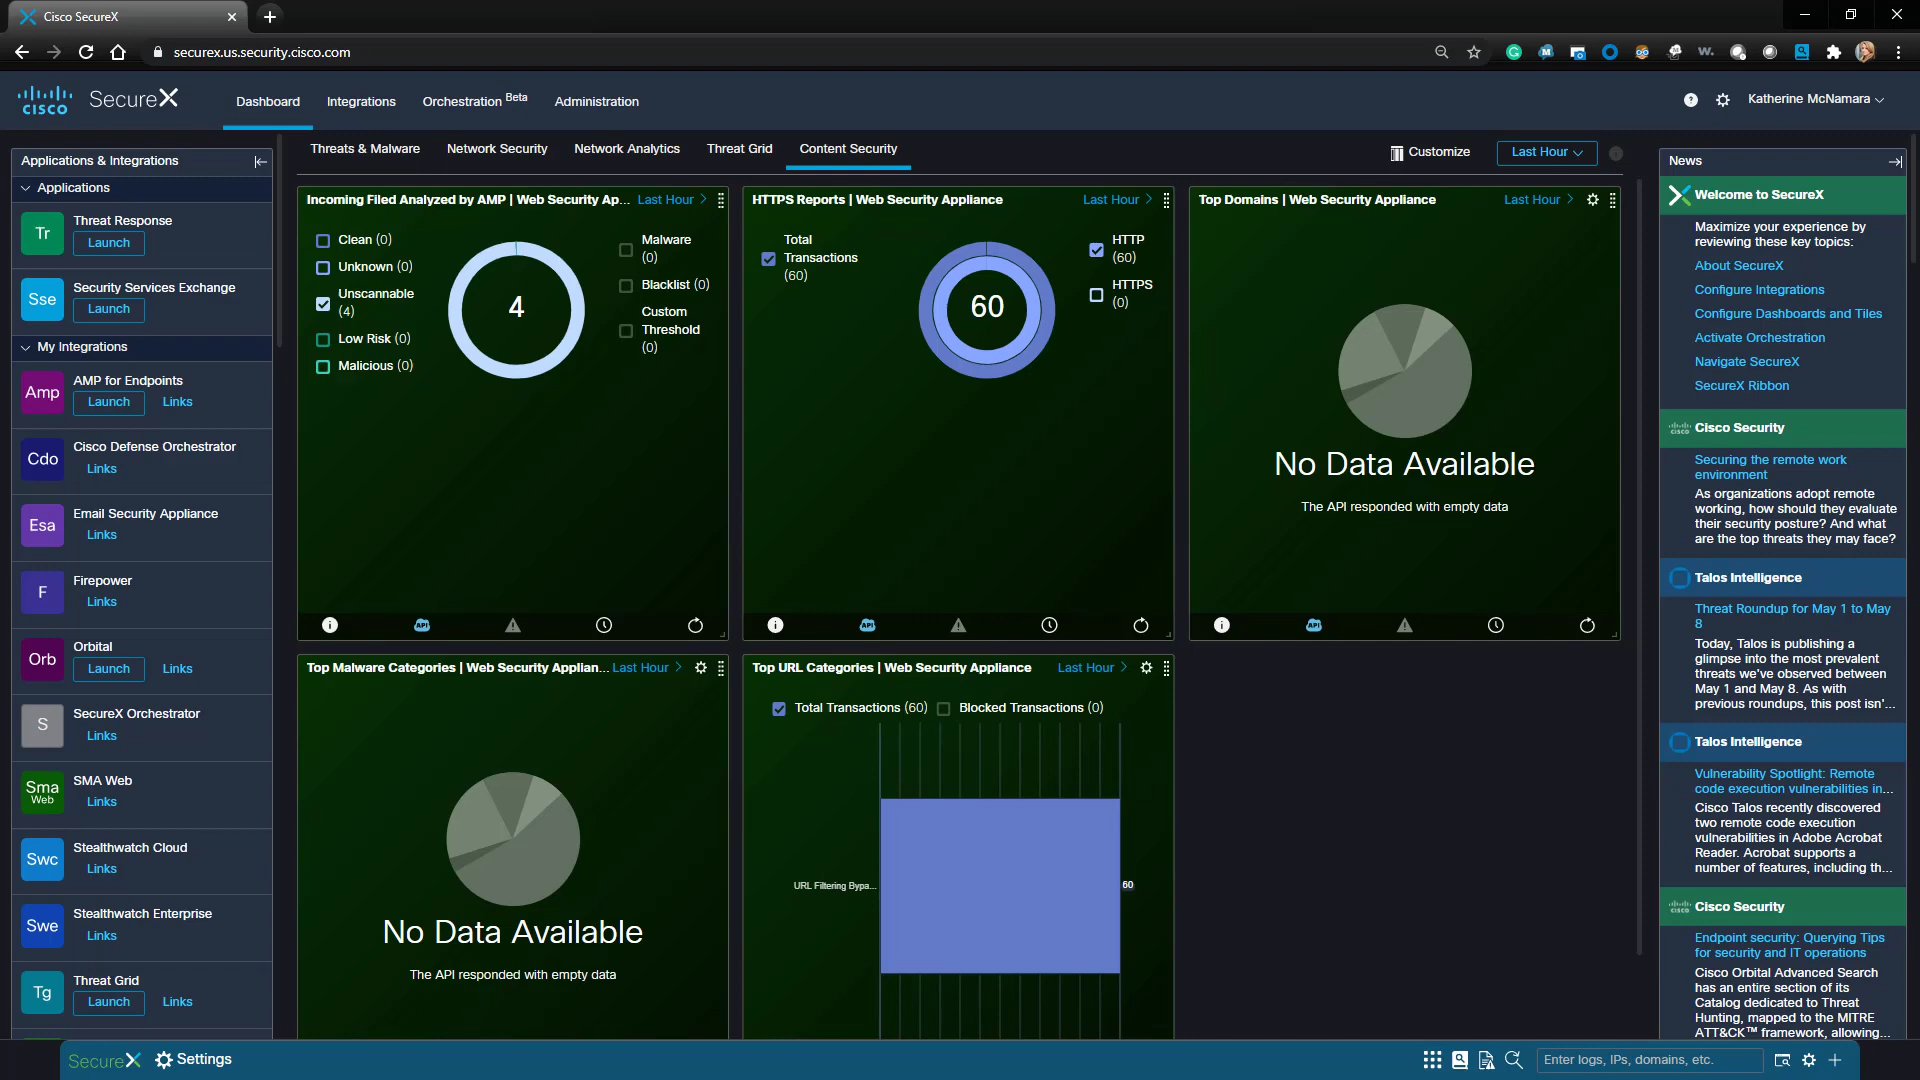 Cisco SecureX
securex.us.security.cisco.com
CISCO
SecureX
Dashboard
Integrations
Orchestration Beta
Administration
Katherine McNamara
Applications & Integrations
Applications
Tr
Threat Response
Launch
Sse
Security Services Exchange
Launch
My Integrations
Amp
AMP for Endpoints
Launch
Links
Cdo
Cisco Defense Orchestrator
Links
Esa
Email Security Appliance
Links
F
Firepower
Links
Orb
Orbital
Launch
Links
S
SecureX Orchestrator
Links
Sma
Web
SMA Web
Links
Swc
Stealthwatch Cloud
Links
Swe
Stealthwatch Enterprise
Links
Tg
Threat Grid
Launch
Links
Threats & Malware
Network Security
Network Analytics
Threat Grid
Content Security
Customize
Last Hour
Incoming Filed Analyzed by AMP | Web Security Ap...
Last Hour
Clean (0)
Unknown (0)
Unscannable
(4)
Low Risk (0)
Malicious (0)
4
Malware
(0)
Blacklist (0)
Custom
Threshold
(0)
API
HTTPS Reports | Web Security Appliance
Last Hour
Total
Transactions
(60)
60
HTTP
(60)
HTTPS
(0)
API
Top Domains | Web Security Appliance
Last Hour
No Data Available
The API responded with empty data
API
Top Malware Categories | Web Security Applian...
Last Hour
No Data Available
The API responded with empty data
Top URL Categories | Web Security Appliance
Last Hour
Total Transactions (60)
Blocked Transactions (0)
URL Filtering Bypa...
60
News
Welcome to SecureX
Maximize your experience by
reviewing these key topics:
About SecureX
Configure Integrations
Configure Dashboards and Tiles
Activate Orchestration
Navigate SecureX
SecureX Ribbon
Cisco Security
Securing the remote work
environment
As organizations adopt remote
working, how should they evaluate
their security posture? And what
are the top threats they may face?
Talos Intelligence
Threat Roundup for May 1 to May
8
Today, Talos is publishing a
glimpse into the most prevalent
threats we've observed between
May 1 and May 8. As with
previous roundups, this post isn'...
Talos Intelligence
Vulnerability Spotlight: Remote
code execution vulnerabilities in...
Cisco Talos recently discovered
two remote code execution
vulnerabilities in Adobe Acrobat
Reader. Acrobat supports a
number of features, including th...
Cisco Security
Endpoint security: Querying Tips
for security and IT operations
Cisco Orbital Advanced Search
has an entire section of its
Catalog dedicated to Threat
Hunting, mapped to the MITRE
ATT&CK™ framework, allowing...
SecureX
Settings
Enter logs, IPs, domains, etc.